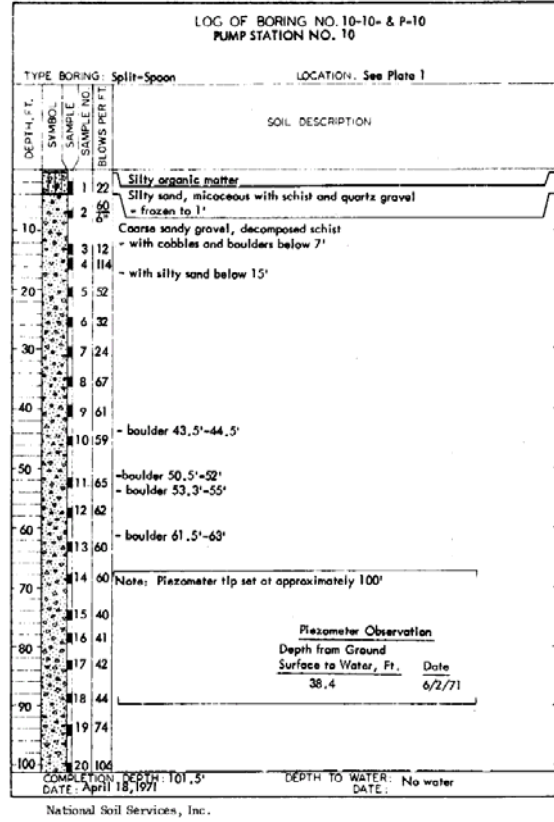 LOG OF BORING NO. 10-10- & P-10
PUMP STATION NO. 10
TYPE BORING: Split-Spoon LOCATION. See Plate 1
DEPTH, FT.
SYMBOL
SAMPLE
SAMPLE NO.
BLOWS PER FT.
SOIL DESCRIPTION
1 22 Silty organic matter
Silty sand, micoceous with schist and quartz gravel
2 60
- frozen to 1'
10 Coarse sandy gravel, decomposed schist
3 12 - with cobbles and boulders below 7'
4 114
- with silty sand below 15'
20 5 52
6 32
30 7 24
8 67
40 9 61
- boulder 43.5'-44.5'
10 59
50 -boulder 50.5'-52'
11 65
- boulder 53.3'-55'
12 62
60 - boulder 61.5'-63'
13 60
14 60 Note: Piezometer tip set at approximately 100'
70
15 40
16 41 Piezometer Observation
80 Depth from Ground
17 42 Surface to Water, Ft. Date
38.4 6/2/71
18 44
90
19 74
100 20 106
COMPLETION DEPTH: 101.5' DEPTH TO WATER: No water
DATE: April 18, 1971 DATE:
National Soil Services, Inc.